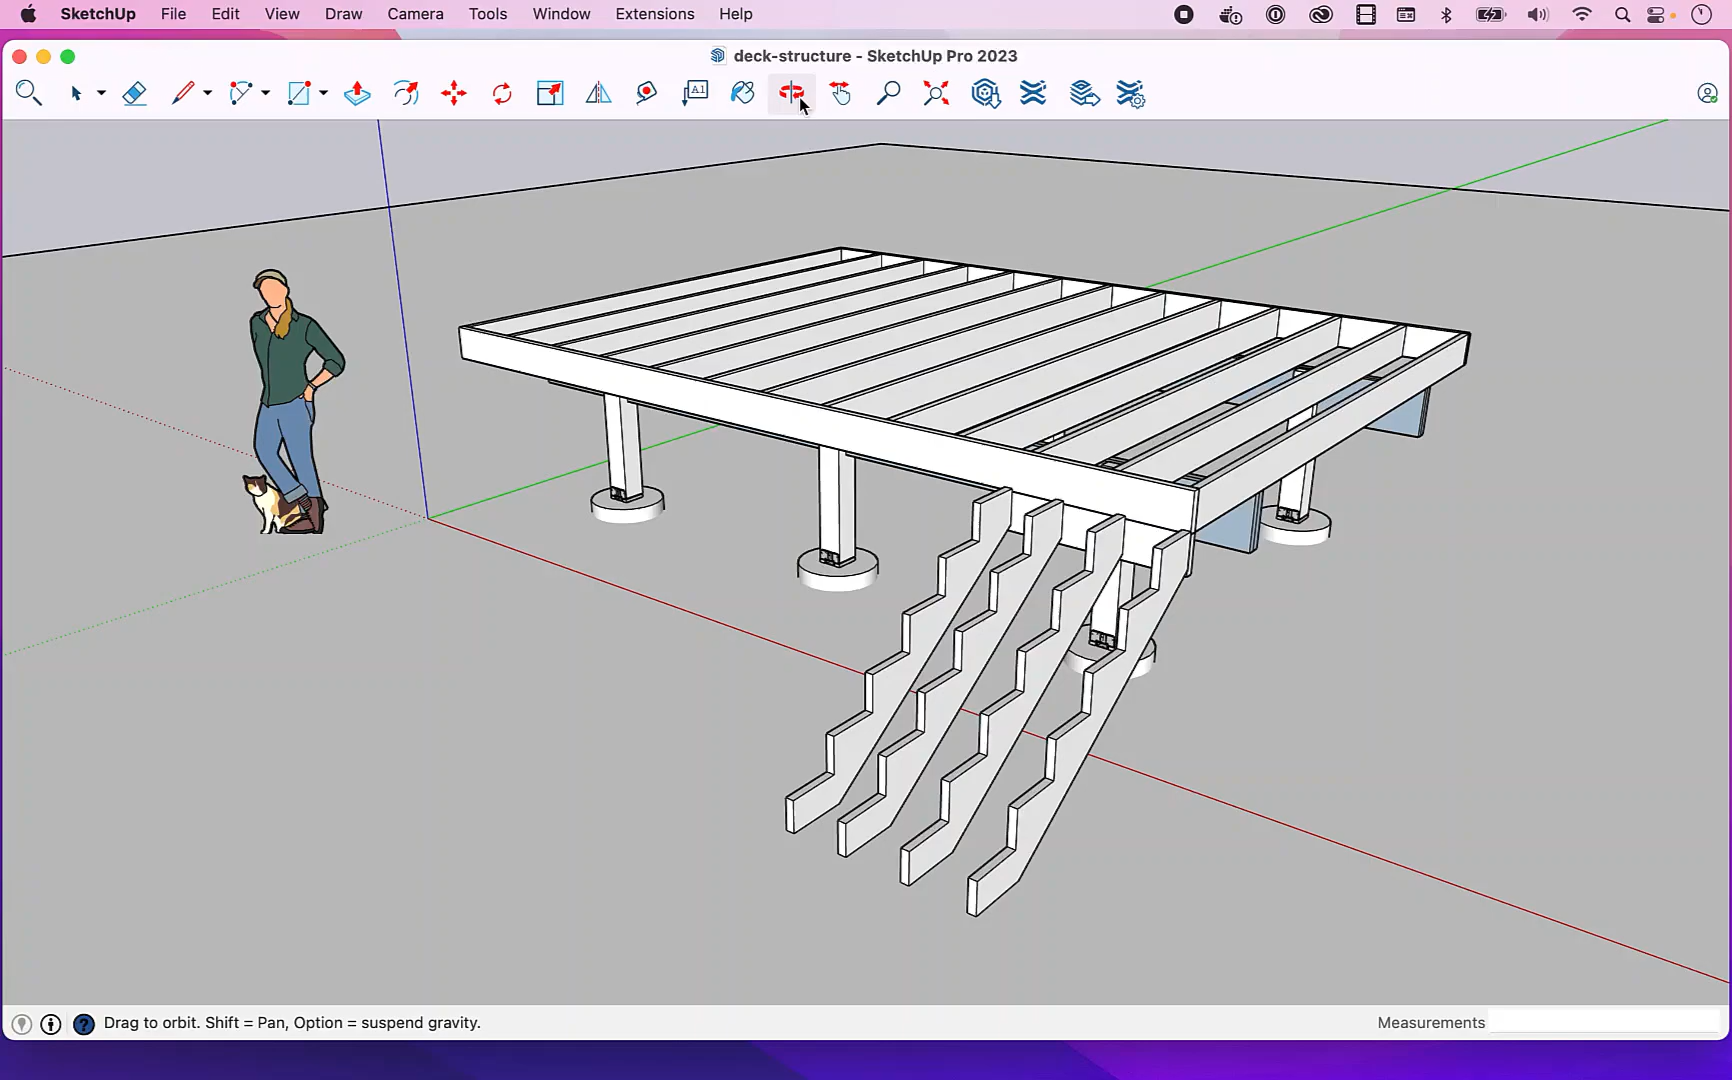 SketchUp File Edit View Draw Camera Tools Window Extensions Help
deck-structure - SketchUp Pro 2023
A1
Drag to orbit. Shift = Pan, Option = suspend gravity.
Measurements